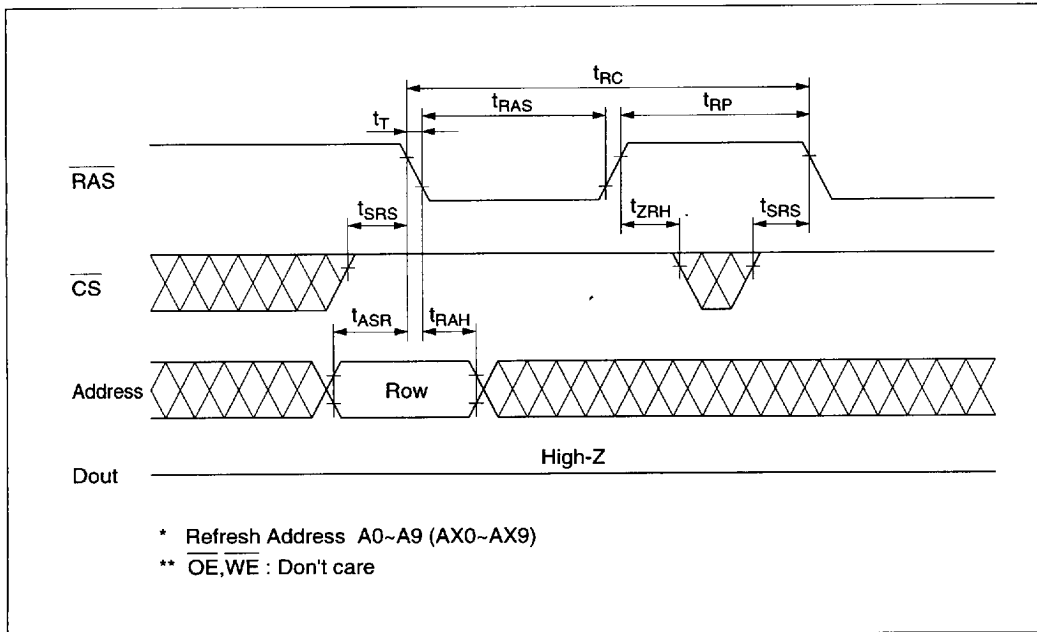 tRC
tRAS
tRP
tT
RAS
tSRS
tZRH
tSRS
CS
tASR
tRAH
Address
Row
High-Z
Dout
* Refresh Address A0~A9 (AX0~AX9)
** OE,WE : Don't care